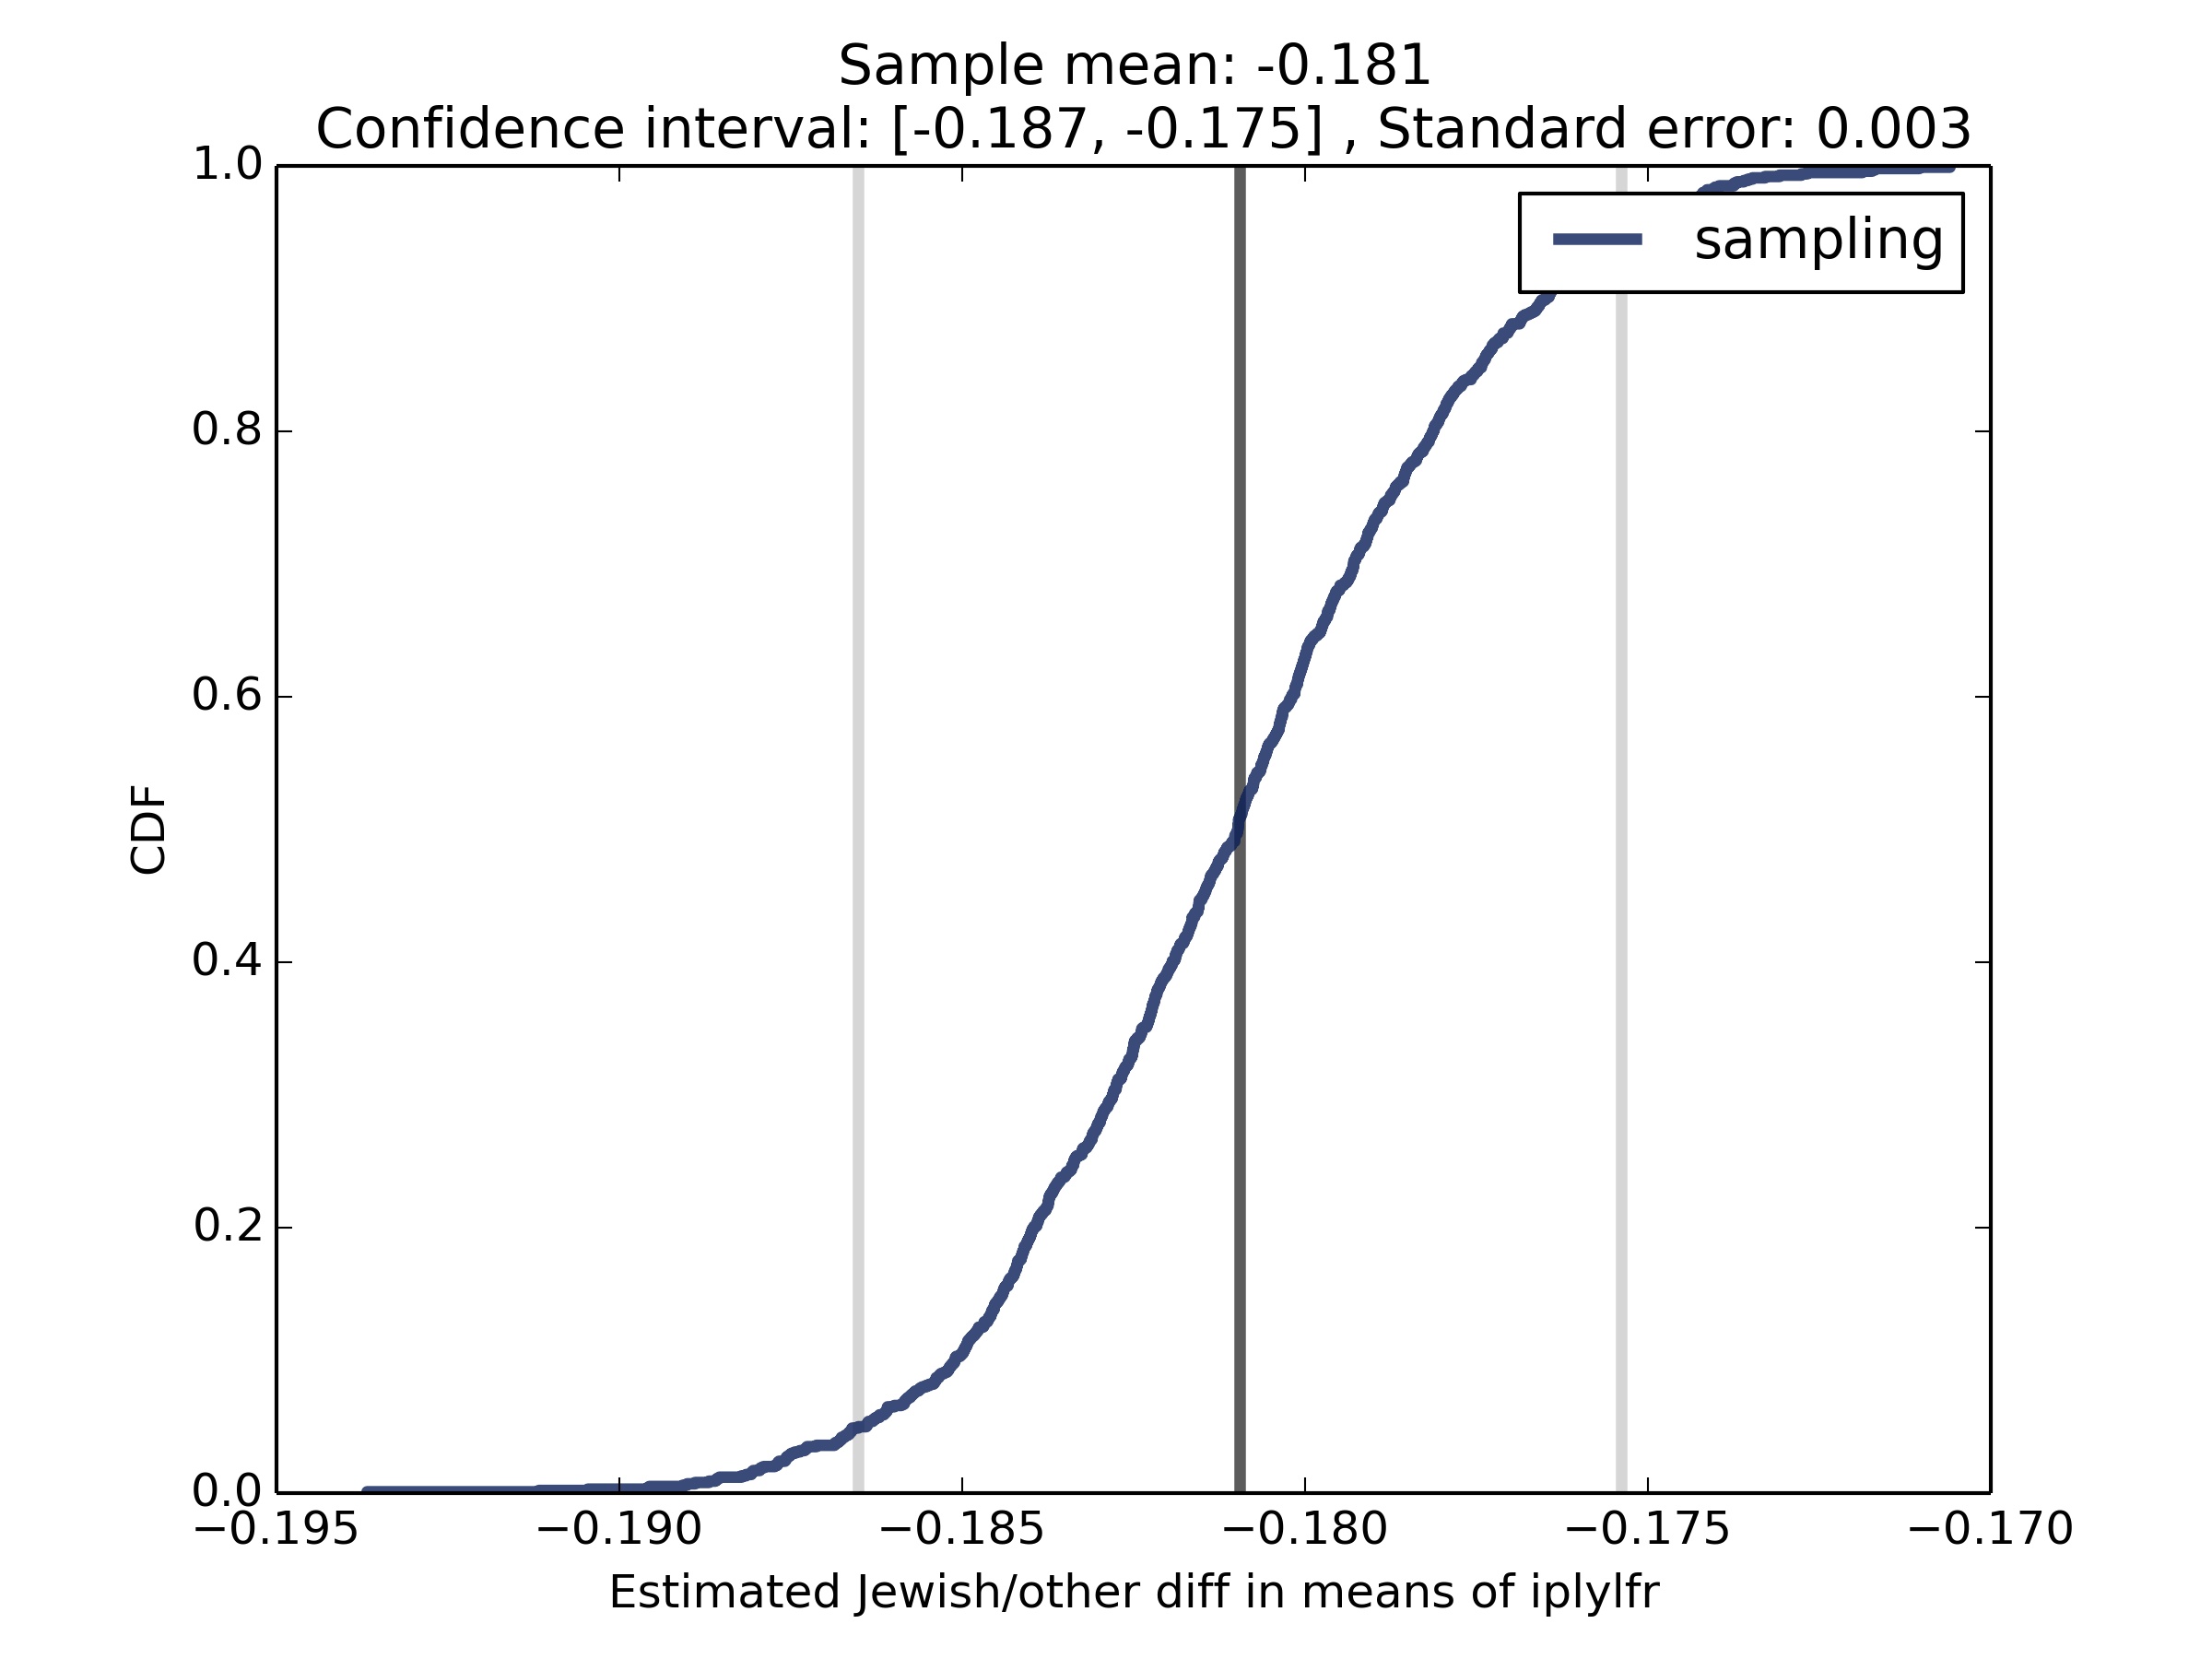 Sample mean: -0.181
Confidence interval: [-0.187, -0.175] , Standard error: 0.003
1.0
sampling
0.8
0.6
CDF
0.4
0.2
0.0
−0.195 −0.190 −0.185 −0.180 −0.175 −0.170
Estimated Jewish/other diff in means of iplylfr